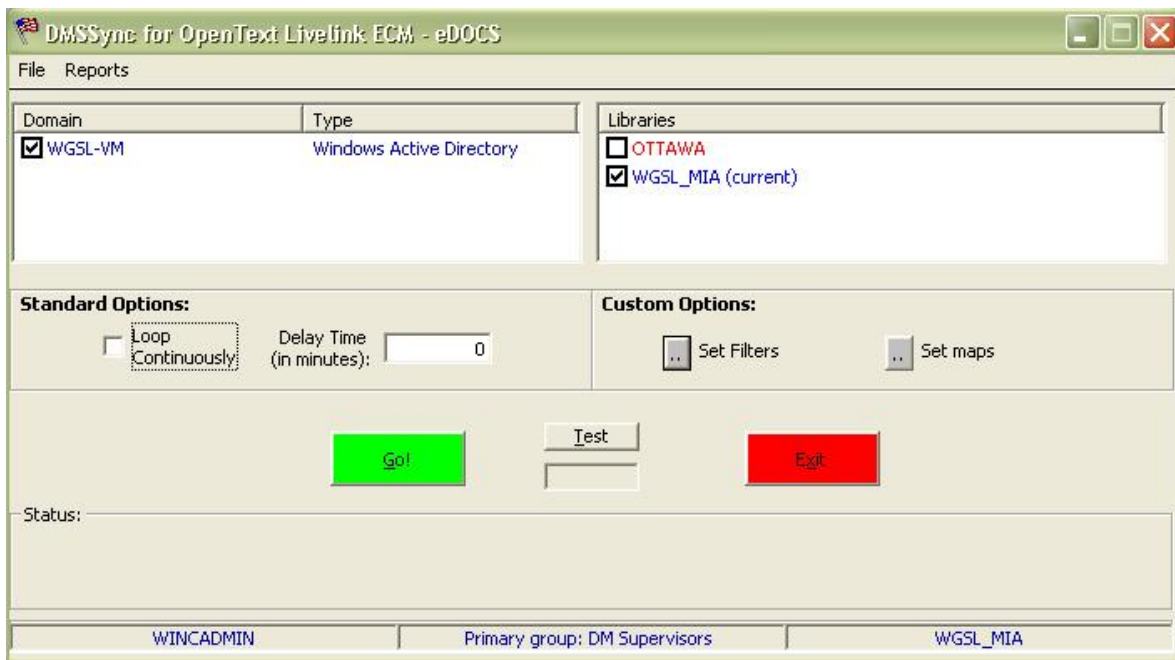 DMSSync for OpenText Livelink ECM - eDOCS
File Reports
Domain Type
WGSL-VM Windows Active Directory
Libraries
OTTAWA
WGSL_MIA (current)
Standard Options:
Loop
Continuously
Delay Time
(in minutes):
0
Custom Options:
.. Set Filters
.. Set maps
Go!
Test
Exit
Status:
WINCADMIN Primary group: DM Supervisors WGSL_MIA